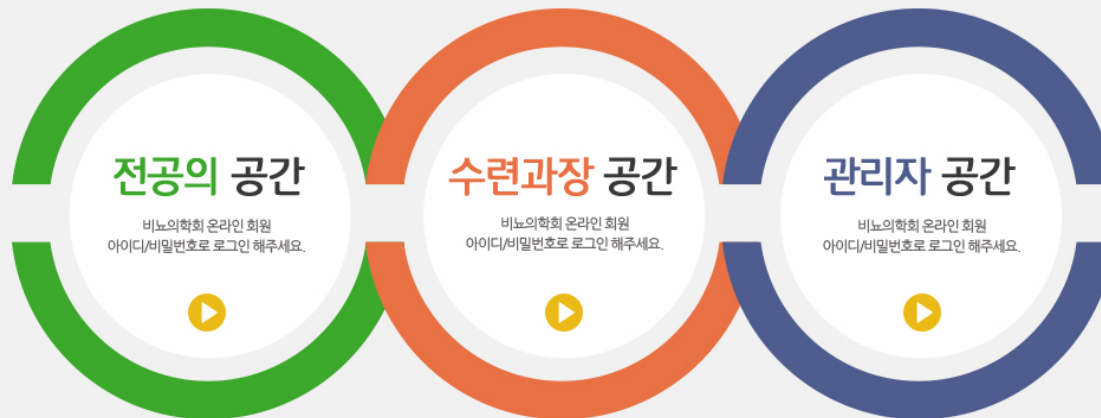 전공의 공간
비뇨의학회 온라인 회원
아이디/비밀번호로 로그인 해주세요.
수련과장 공간
비뇨의학회 온라인 회원
아이디/비밀번호로 로그인 해주세요.
관리자 공간
비뇨의학회 온라인 회원
아이디/비밀번호로 로그인 해주세요.